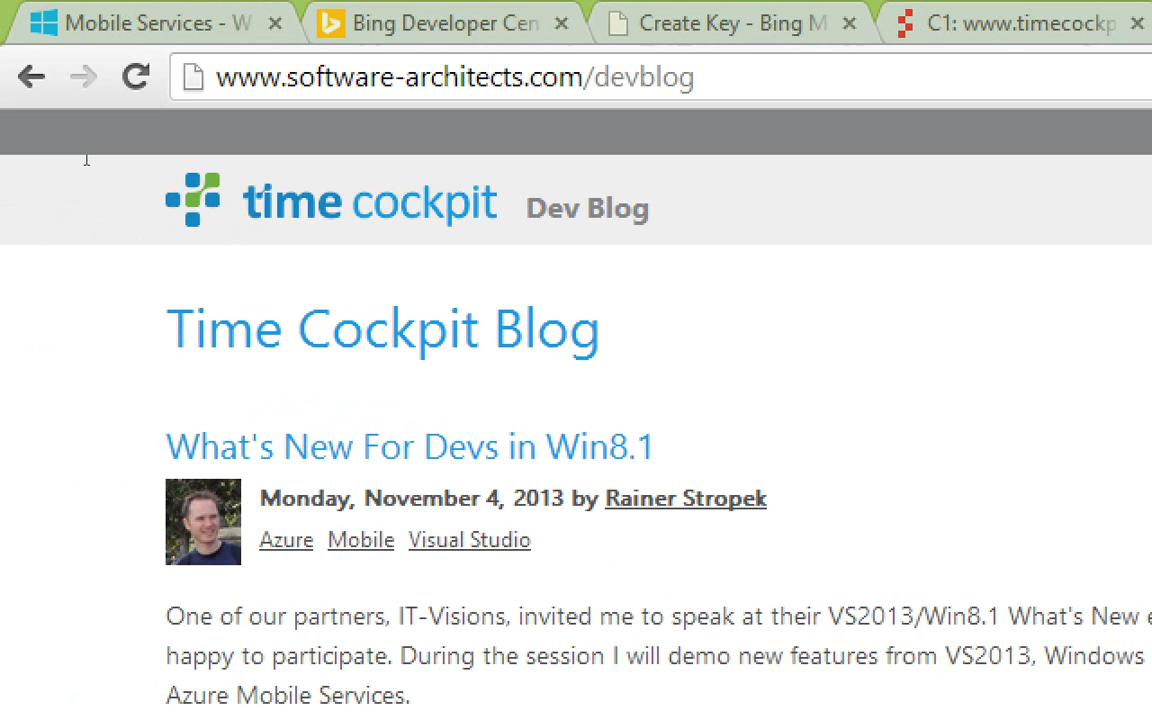 Mobile Services - W
Bing Developer Cen
Create Key - Bing M
C1: www.timecockp
www.software-architects.com/devblog
time cockpit Dev Blog
Time Cockpit Blog
What's New For Devs in Win8.1
Monday, November 4, 2013 by Rainer Stropek
Azure Mobile Visual Studio
One of our partners, IT-Visions, invited me to speak at their VS2013/Win8.1 What's New
happy to participate. During the session I will demo new features from VS2013, Windows
Azure Mobile Services.